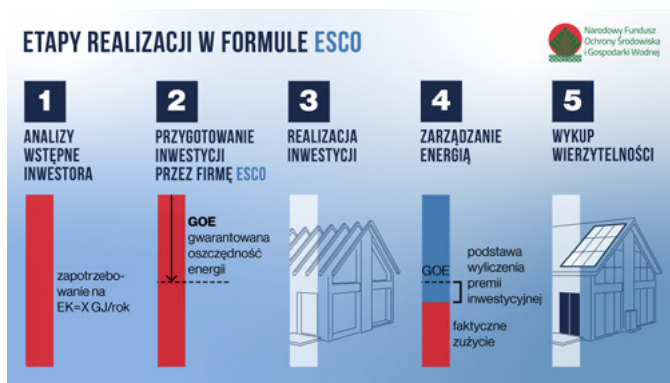 ETAPY REALIZACJI W FORMULE ESCO
Narodowy Fundusz
Ochrony Środowiska
i Gospodarki Wodnej
1
ANALIZY
WSTĘPNE
INWESTORA
zapotrzebo-
wanie na
EK=X GJ/rok
2
PRZYGOTOWANIE
INWESTYCJI
PRZEZ FIRMĘ ESCO
GOE
gwarantowana
oszczędność
energii
3
REALIZACJA
INWESTYCJI
4
ZARZĄDZANIE
ENERGIĄ
GOE
podstawa
wyliczenia
premii
inwestycyjnej
faktyczne
zużycie
5
WYKUP
WIERZYTELNOŚCI